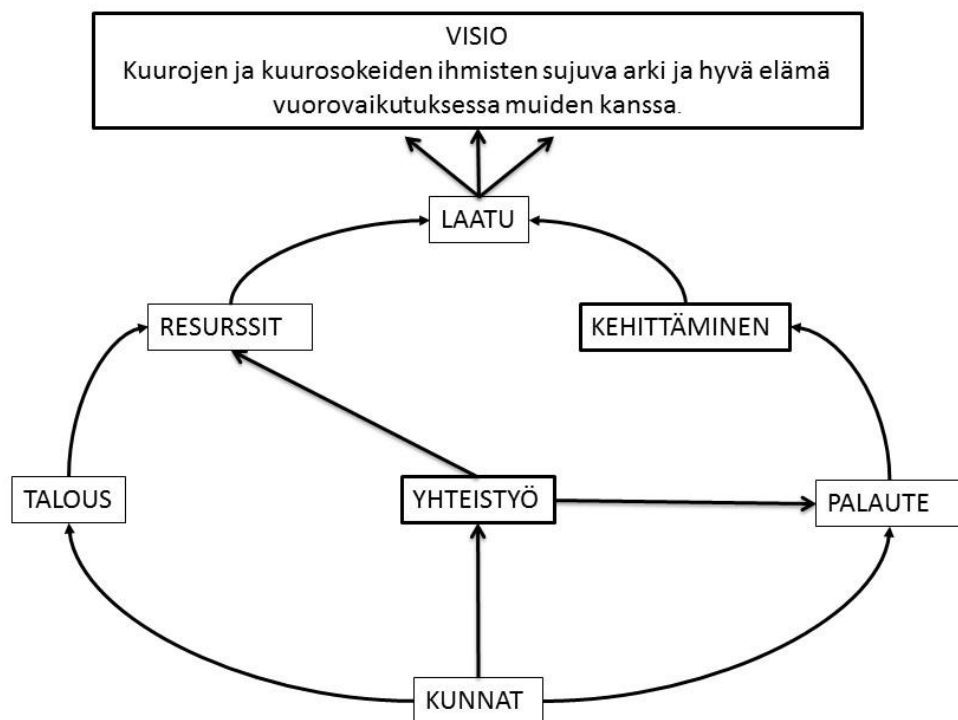 VISIO
Kuurojen ja kuurosokeiden ihmisten sujuva arki ja hyvä elämä
vuorovaikutuksessa muiden kanssa.
LAATU
RESURSSIT
KEHITTÄMINEN
TALOUS
YHTEISTYÖ
PALAUTE
KUNNAT